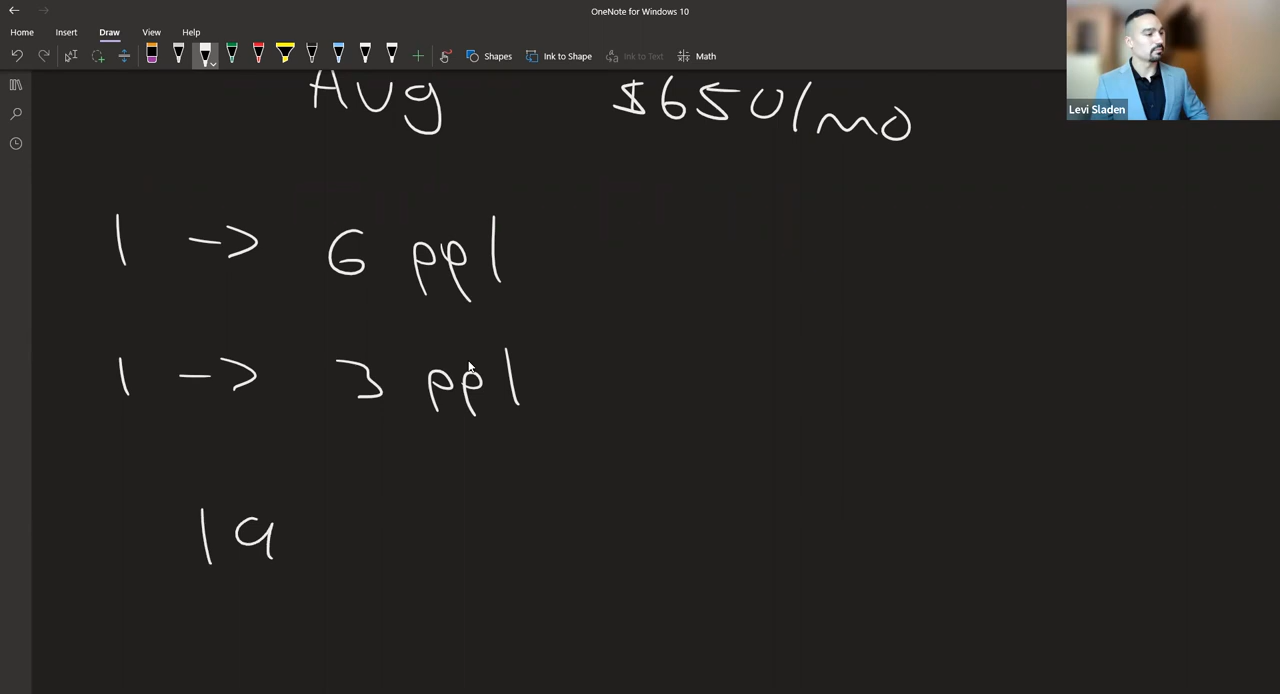 OneNote for Windows 10
Home Insert Draw View Help
Shapes Ink to Shape Ink to Text Math
Levi Sladen
Avg $650/mo
1 -> 6 ppl
1 -> 3 ppl
19